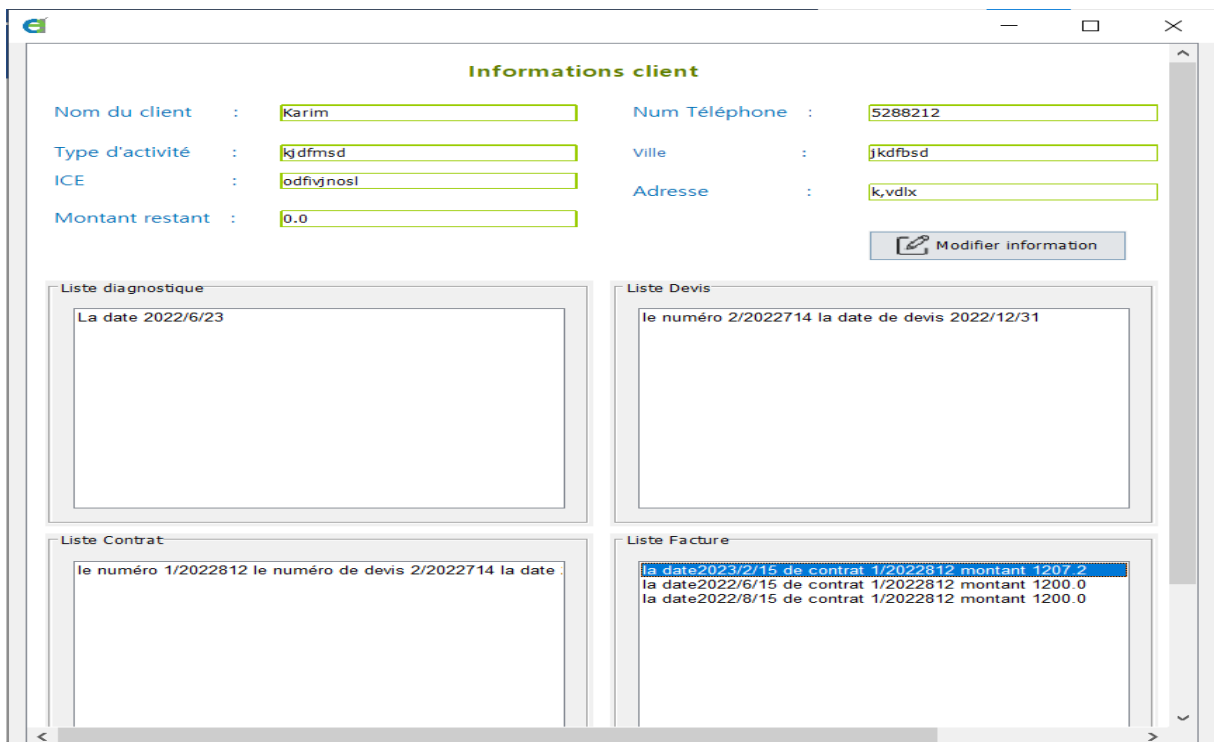 Informations client
Nom du client : Karim
Num Téléphone : 5288212
Type d'activité : kjdfmsd
Ville : jkdfbsd
ICE : odfivjnosl
Adresse : k,vdlx
Montant restant : 0.0
Modifier information
Liste diagnostique
La date 2022/6/23
Liste Devis
le numéro 2/2022714 la date de devis 2022/12/31
Liste Contrat
le numéro 1/2022812 le numéro de devis 2/2022714 la date
Liste Facture
la date2023/2/15 de contrat 1/2022812 montant 1207.2
la date2022/6/15 de contrat 1/2022812 montant 1200.0
la date2022/8/15 de contrat 1/2022812 montant 1200.0